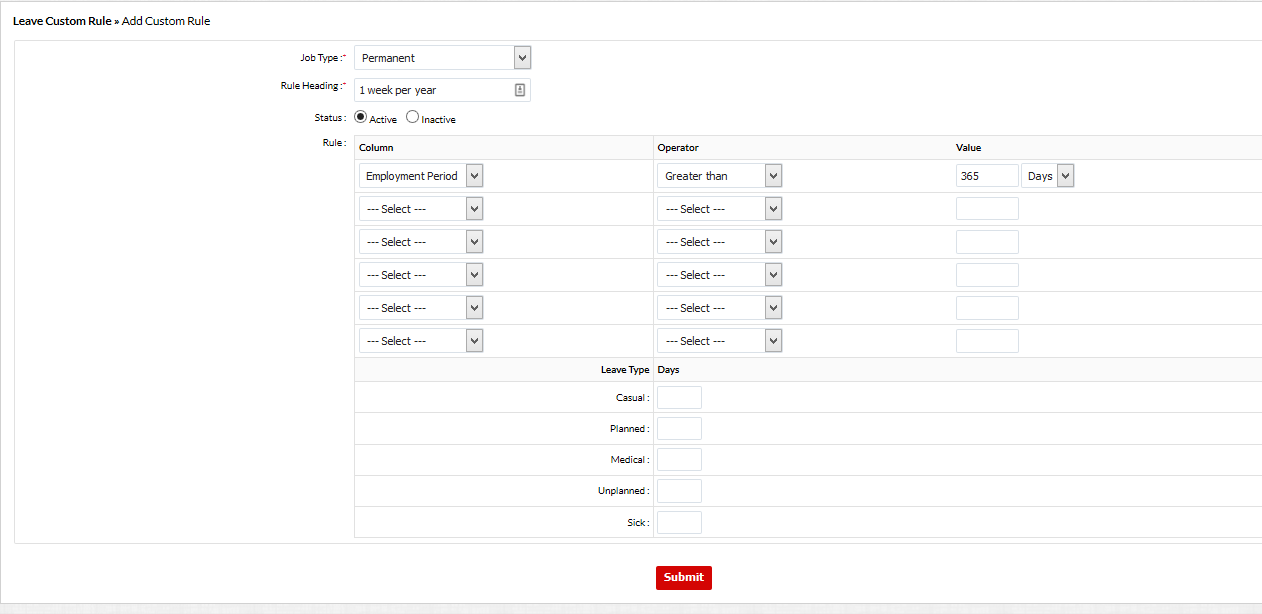 Leave Custom Rule » Add Custom Rule
Job Type :* Permanent
Rule Heading :* 1 week per year
Status : Active Inactive
Rule : Column Operator Value
Employment Period Greater than 365 Days
--- Select --- --- Select ---
--- Select --- --- Select ---
--- Select --- --- Select ---
--- Select --- --- Select ---
--- Select --- --- Select ---
Leave Type Days
Casual :
Planned :
Medical :
Unplanned :
Sick :
Submit